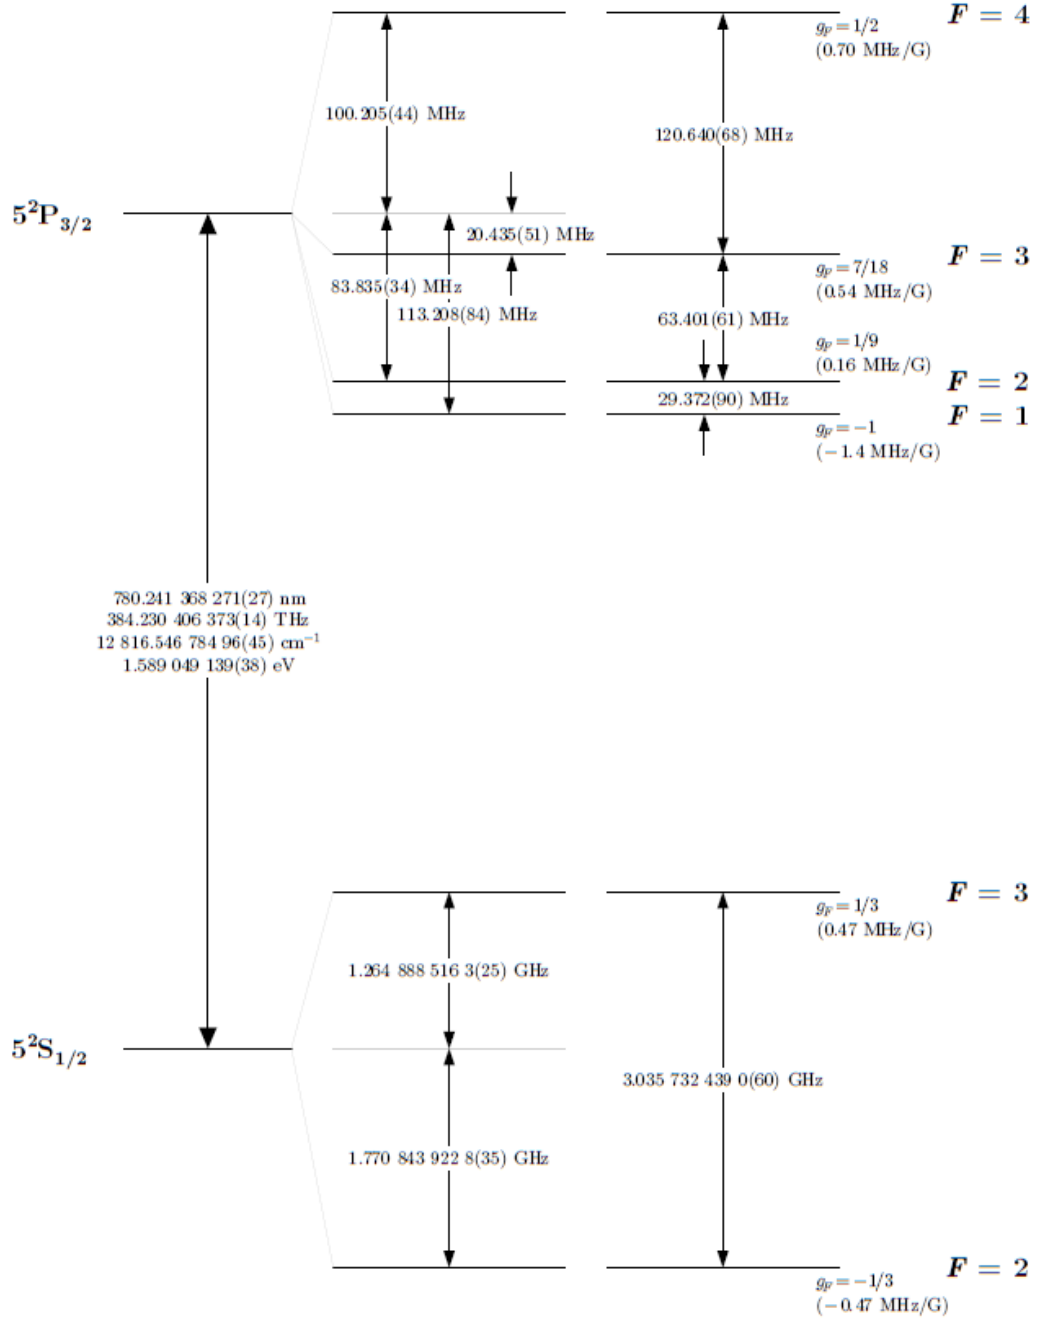 F = 4
g_F = 1/2
(0.70 MHz/G)
100.205(44) MHz
120.640(68) MHz
5²P₃/₂
20.435(51) MHz
F = 3
g_F = 7/18
(0.54 MHz/G)
83.835(34) MHz
113.208(84) MHz
63.401(61) MHz
g_F = 1/9
(0.16 MHz/G)
F = 2
29.372(90) MHz
F = 1
g_F = −1
(−1.4 MHz/G)
780.241 368 271(27) nm
384.230 406 373(14) THz
12 816.546 784 96(45) cm⁻¹
1.589 049 139(38) eV
F = 3
g_F = 1/3
(0.47 MHz/G)
1.264 888 516 3(25) GHz
5²S₁/₂
3.035 732 439 0(60) GHz
1.770 843 922 8(35) GHz
F = 2
g_F = −1/3
(−0.47 MHz/G)